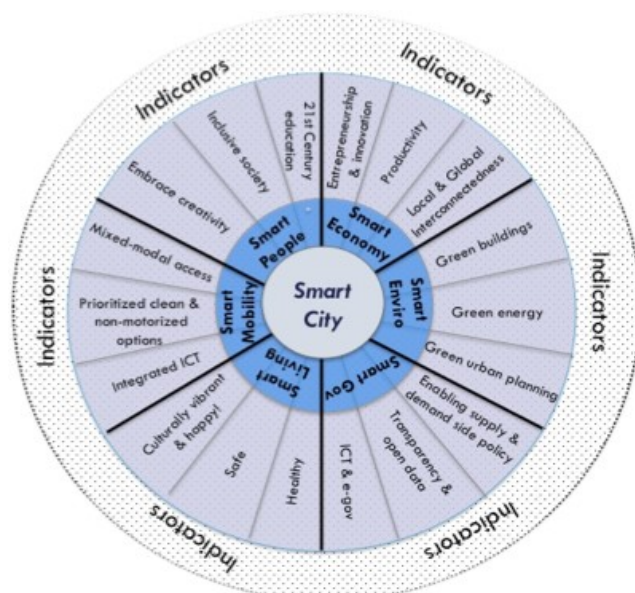 Indicators
Indicators
Indicators
Indicators
Indicators
Indicators
Smart
City
Smart
Economy
Entrepreneurship
& innovation
Productivity
Local & Global
Interconnectedness
Smart
Enviro
Green buildings
Green energy
Green urban planning
Smart Gov
Enabling supply &
demand side policy
Transparency &
open data
ICT & e-gov
Smart
Living
Healthy
Safe
Culturally vibrant
& happy!
Smart
Mobility
Integrated ICT
Prioritized clean &
non-motorized
options
Mixed-modal access
Smart
People
Embrace creativity
Inclusive society
21st Century
education